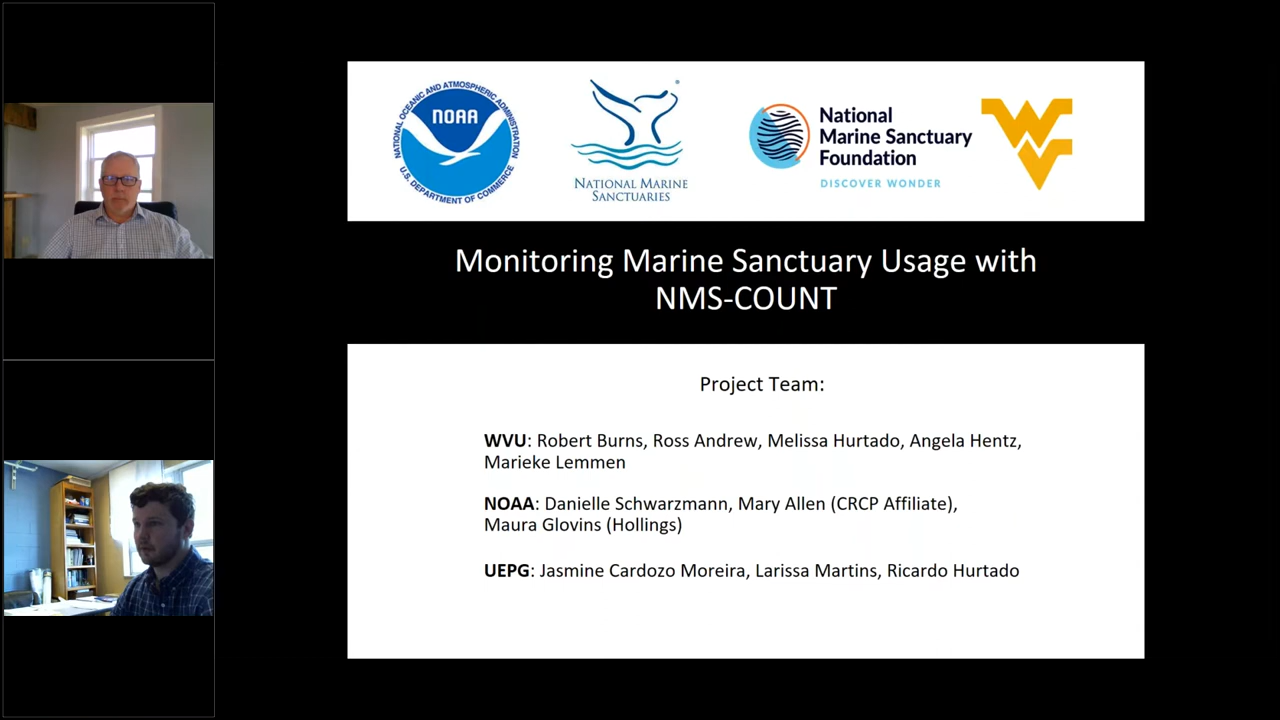 NATIONAL OCEANIC AND ATMOSPHERIC ADMINISTRATION
NOAA
U.S. DEPARTMENT OF COMMERCE
NATIONAL MARINE
SANCTUARIES
®
National
Marine Sanctuary
Foundation
DISCOVER WONDER
WV
Monitoring Marine Sanctuary Usage with
NMS-COUNT
Project Team:
WVU: Robert Burns, Ross Andrew, Melissa Hurtado, Angela Hentz,
Marieke Lemmen
NOAA: Danielle Schwarzmann, Mary Allen (CRCP Affiliate),
Maura Glovins (Hollings)
UEPG: Jasmine Cardozo Moreira, Larissa Martins, Ricardo Hurtado